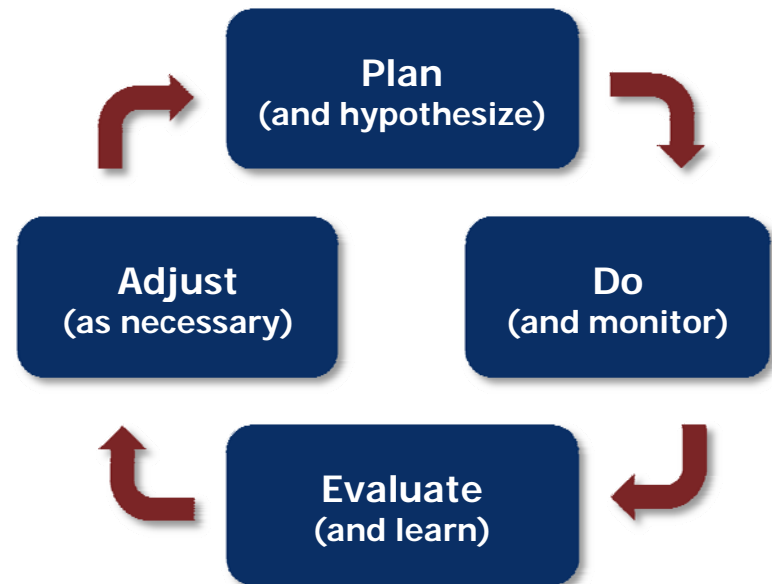 Plan
(and hypothesize)
Adjust
(as necessary)
Do
(and monitor)
Evaluate
(and learn)